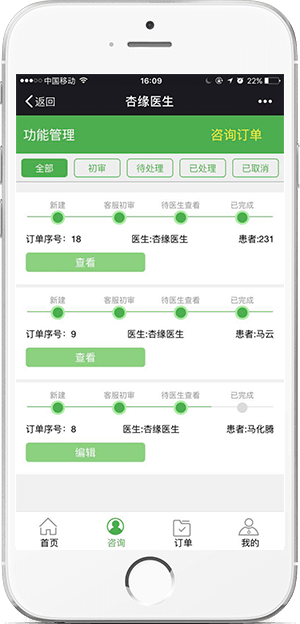 中国移动 16:09 22%
返回 杏缘医生 •••
功能管理 咨询订单
全部 初审 待处理 已处理 已取消
新建 客服初审 待医生查看 已完成
订单序号：18 医生:杏缘医生 患者:231
查看
新建 客服初审 待医生查看 已完成
订单序号：9 医生:杏缘医生 患者:马云
查看
新建 客服初审 待医生查看 已完成
订单序号：8 医生:杏缘医生 患者:马化腾
编辑
首页 咨询 订单 我的